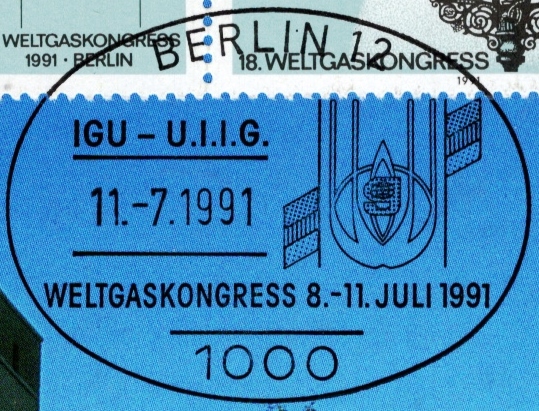 WELTGASKONGRESS
1991 · BERLIN
18. WELTGASKONGRESS
1991
BERLIN 12
IGU – U.I.I.G.
11.-7.1991
WELTGASKONGRESS 8.-11. JULI 1991
1000